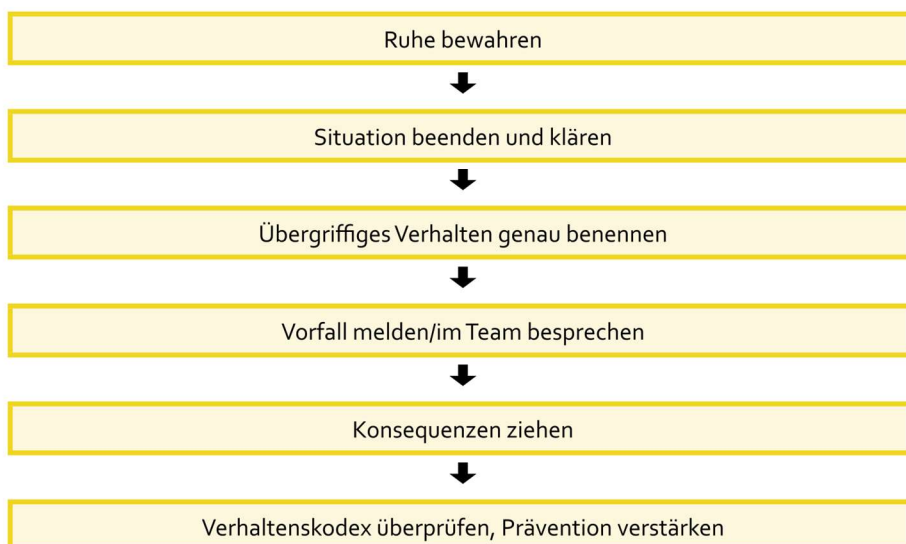 Ruhe bewahren
Situation beenden und klären
Übergriffiges Verhalten genau benennen
Vorfall melden/im Team besprechen
Konsequenzen ziehen
Verhaltenskodex überprüfen, Prävention verstärken